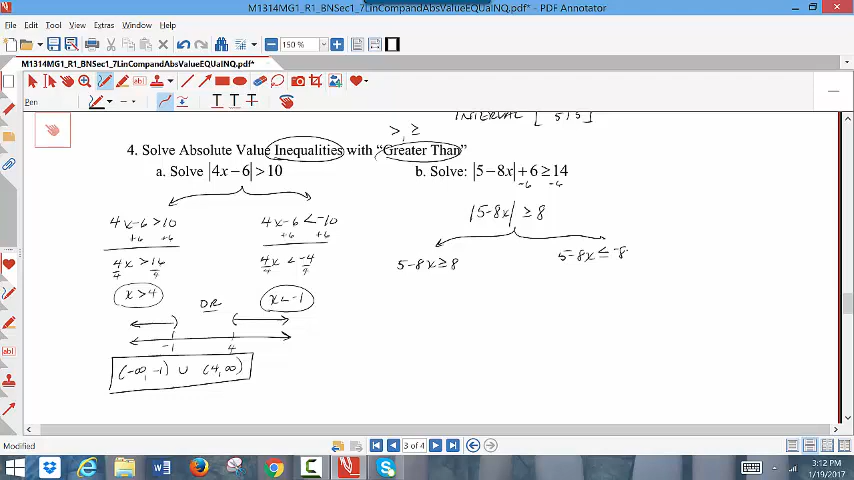 M1314MG1_R1_BNSec1_7LinCompandAbsValueEQUaINQ.pdf* - PDF Annotator
File Edit Tool View Extras Window Help
150 %
M1314MG1_R1_BNSec1_7LinCompandAbsValueEQUaINQ.pdf*
Pen
INTERVAL [ 5,5 ]
>, ≥
4. Solve Absolute Value Inequalities with "Greater Than"
a. Solve |4x−6| > 10
b. Solve: |5−8x|+6 ≥ 14
-6 -6
|5-8x| ≥ 8
4x-6 > 10
4x-6 < -10
+6 +6
+6 +6
4x > 16
4 4
4x < -4
4 4
5-8x ≥ 8
5-8x ≤ -8
x > 4
OR
x < -1
-1 4
(-∞, -1) ∪ (4, ∞)
3 of 4
Modified
3:12 PM
1/19/2017